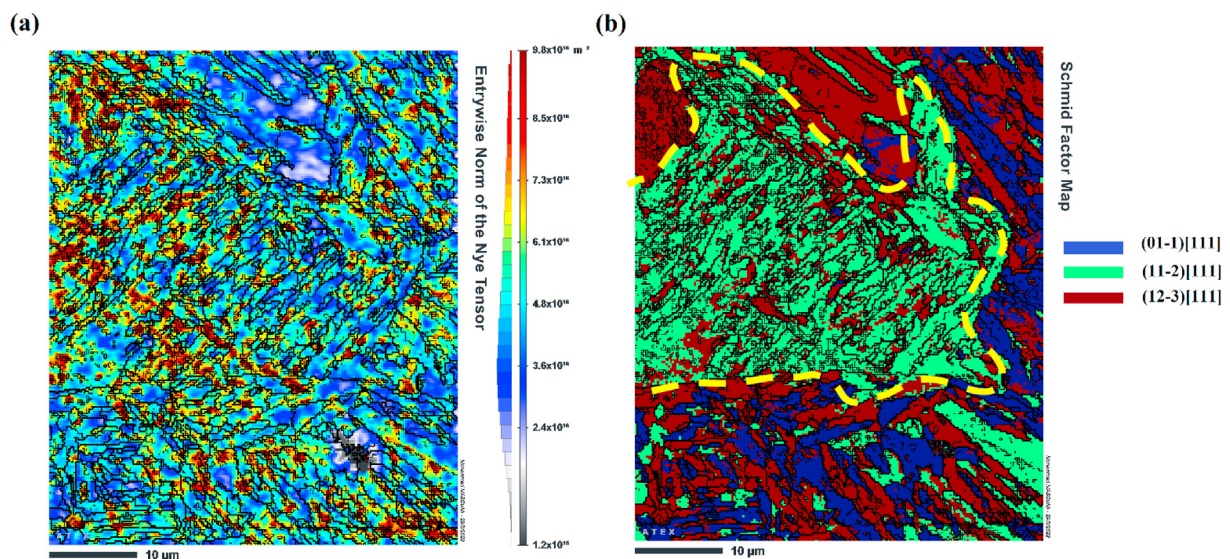 (a)
(b)
9.8x10¹⁶ m⁻²
8.5x10¹⁶
7.3x10¹⁶
6.1x10¹⁶
4.8x10¹⁶
3.6x10¹⁶
2.4x10¹⁶
1.2x10¹⁵
Entrywise Norm of the Nye Tensor
10 µm
Schmid Factor Map
(01-1)[111]
(11-2)[111]
(12-3)[111]
ATEX
10 µm